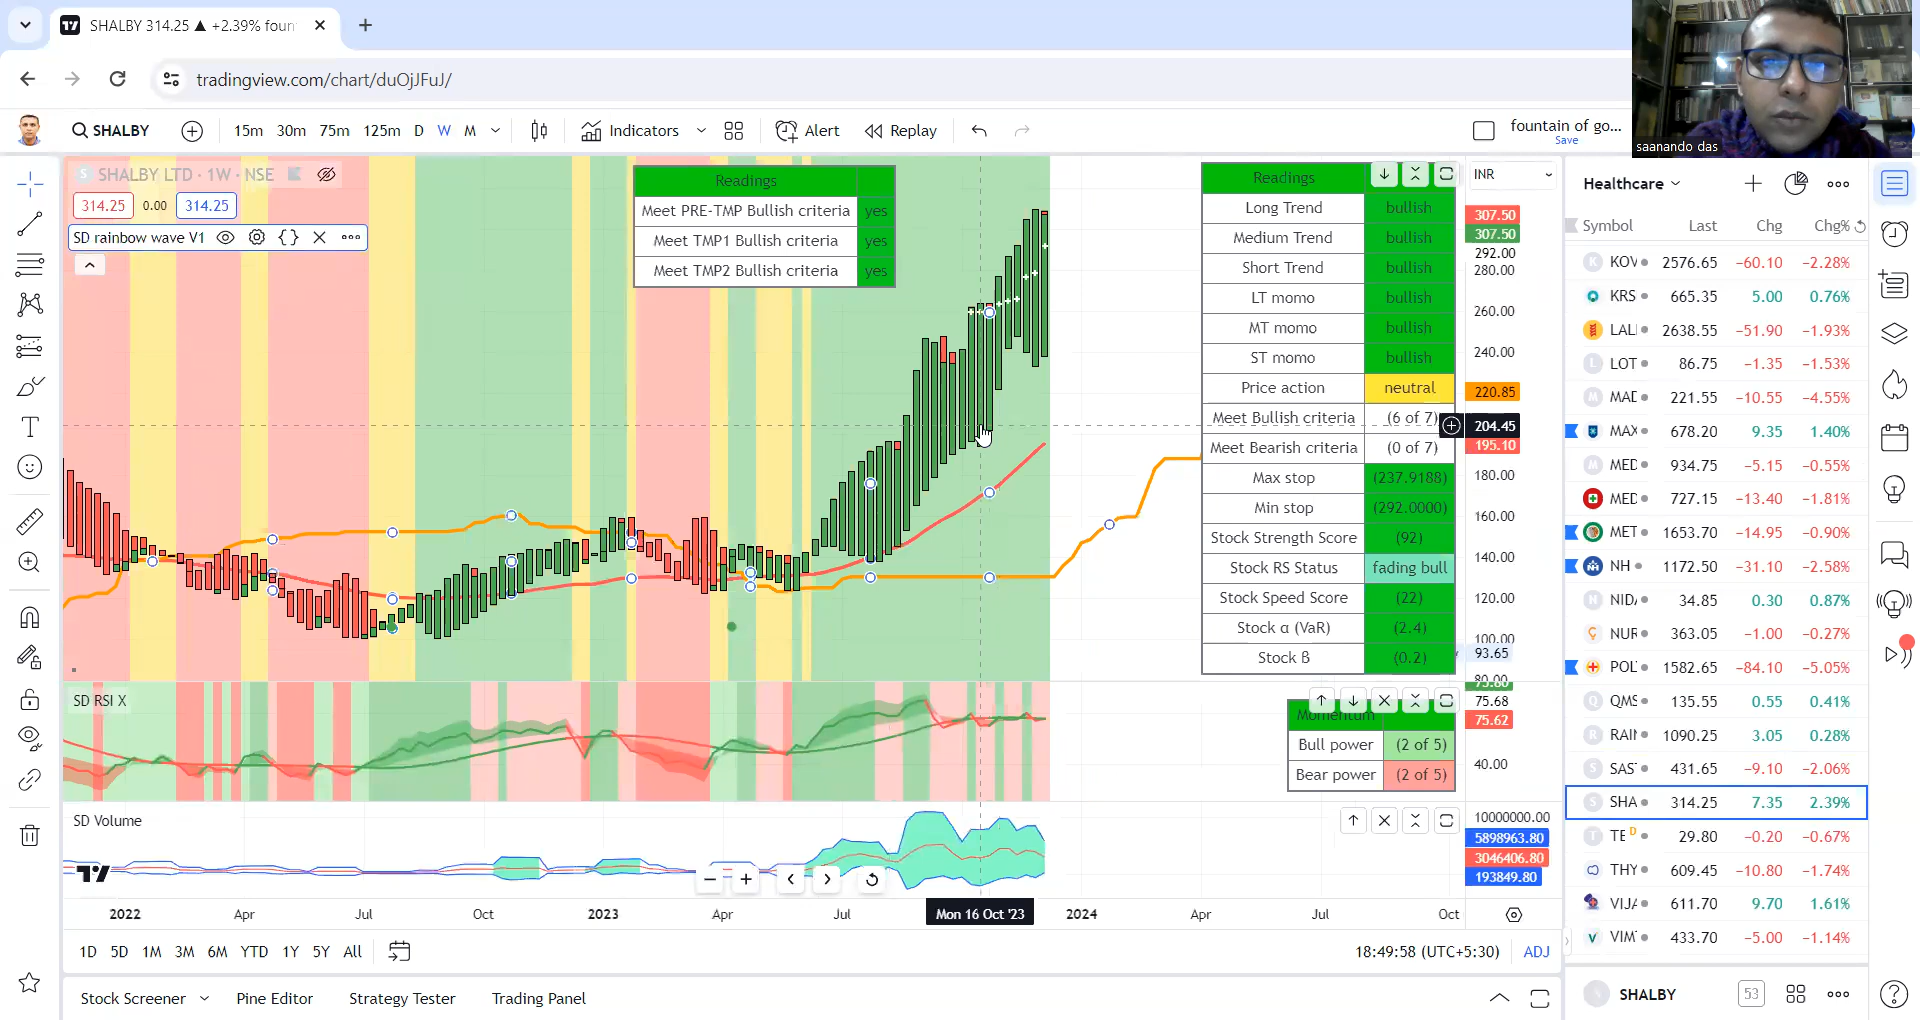 SHALBY 314.25 ▲ +2.39% foun
tradingview.com/chart/duOjJFuJ/
SHALBY
15m 30m 75m 125m D W M
Indicators
Alert
Replay
fountain of go...
Save
saanando das
SHALBY LTD · 1W · NSE
314.25 0.00 314.25
SD rainbow wave V1
Readings
Meet PRE-TMP Bullish criteria yes
Meet TMP1 Bullish criteria yes
Meet TMP2 Bullish criteria yes
Readings
Long Trend bullish
Medium Trend bullish
Short Trend bullish
LT momo bullish
MT momo bullish
ST momo bullish
Price action neutral
Meet Bullish criteria (6 of 7)
Meet Bearish criteria (0 of 7)
Max stop (237.9188)
Min stop (292.0000)
Stock Strength Score (92)
Stock RS Status fading bull
Stock Speed Score (22)
Stock α (VaR) (2.4)
Stock β (0.2)
INR
307.50
307.50
292.00
280.00
260.00
240.00
220.85
204.45
195.10
180.00
160.00
140.00
120.00
100.00
93.65
80.00
SD RSI X
Momentum
Bull power (2 of 5)
Bear power (2 of 5)
75.68
75.62
40.00
SD Volume
10000000.00
5898963.80
3046406.80
193849.80
2022 Apr Jul Oct 2023 Apr Jul Mon 16 Oct '23 2024 Apr Jul Oct
1D 5D 1M 3M 6M YTD 1Y 5Y All
18:49:58 (UTC+5:30) ADJ
Stock Screener Pine Editor Strategy Tester Trading Panel
Healthcare
Symbol Last Chg Chg%
KOV 2576.65 −60.10 −2.28%
KRS 665.35 5.00 0.76%
LAL 2638.55 −51.90 −1.93%
LOT 86.75 −1.35 −1.53%
MAD 221.55 −10.55 −4.55%
MAX 678.20 9.35 1.40%
MED 934.75 −5.15 −0.55%
MED 727.15 −13.40 −1.81%
MET 1653.70 −14.95 −0.90%
NH 1172.50 −31.10 −2.58%
NID 34.85 0.30 0.87%
NUR 363.05 −1.00 −0.27%
POL 1582.65 −84.10 −5.05%
QMS 135.55 0.55 0.41%
RAIN 1090.25 3.05 0.28%
SAS 431.65 −9.10 −2.06%
SHA 314.25 7.35 2.39%
TE D 29.80 −0.20 −0.67%
THY 609.45 −10.80 −1.74%
VIJA 611.70 9.70 1.61%
VIM 433.70 −5.00 −1.14%
SHALBY 53